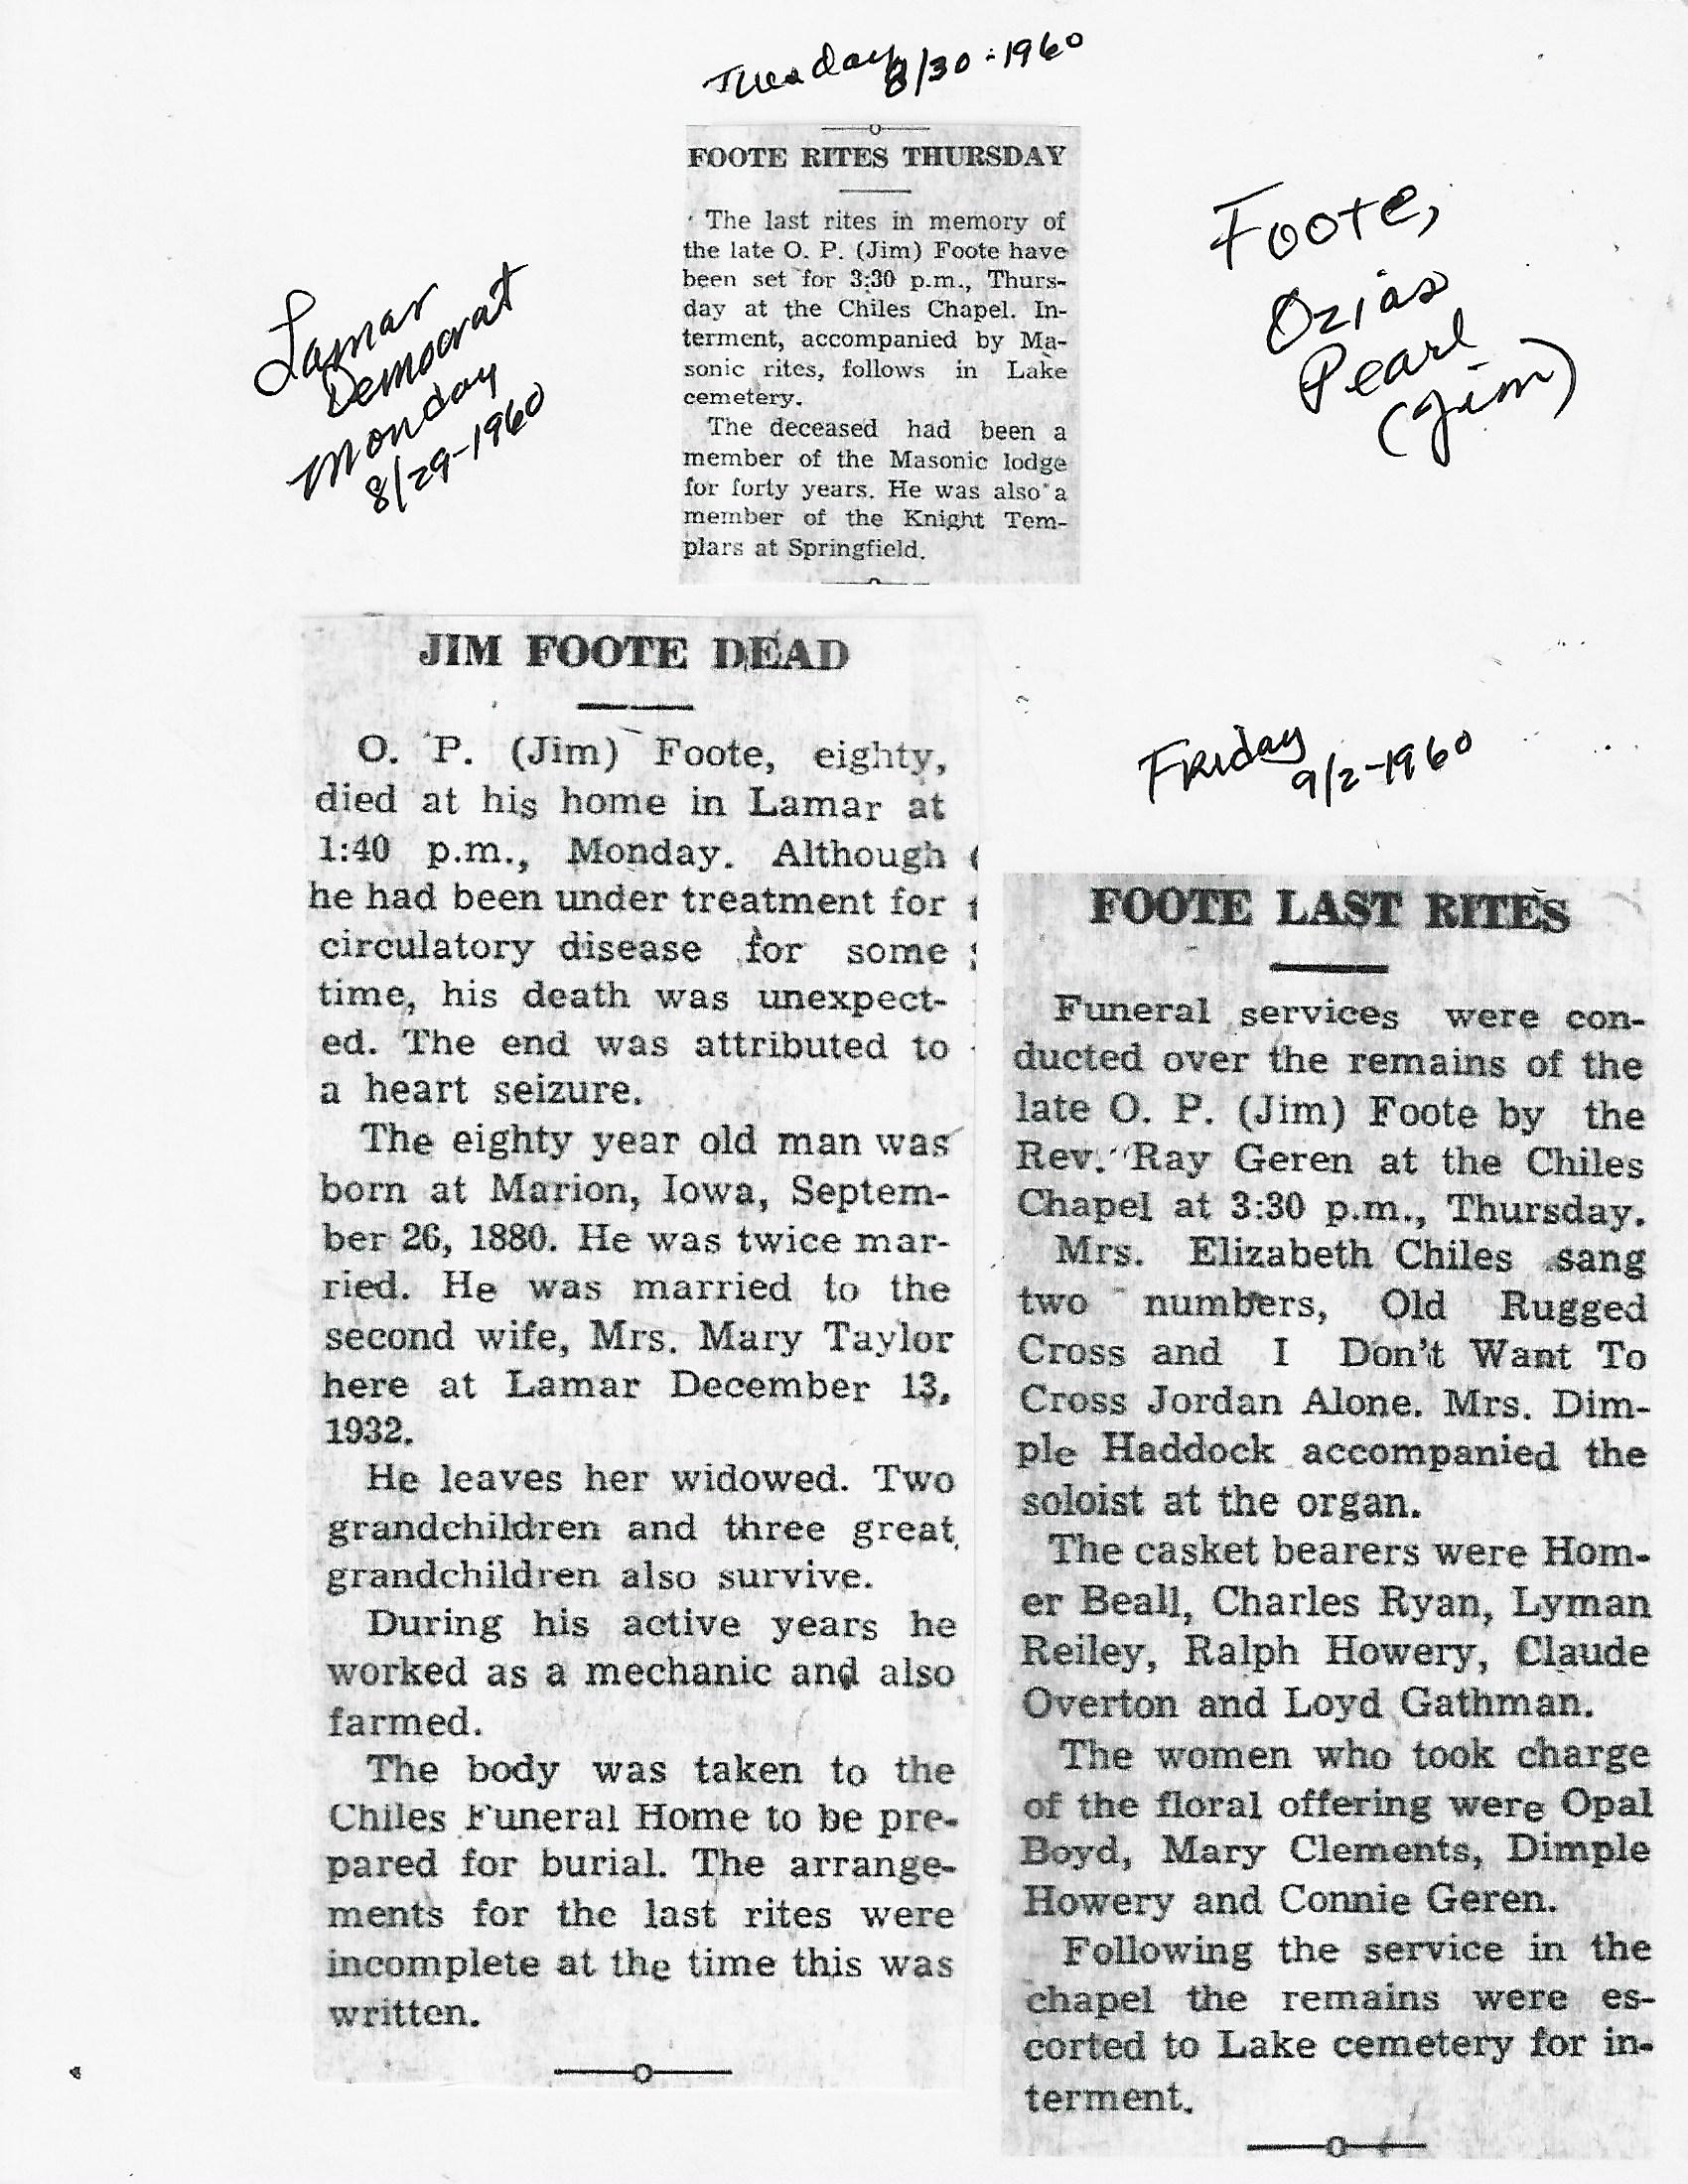 Tuesday 8/30-1960
FOOTE RITES THURSDAY
The last rites in memory of
the late O. P. (Jim) Foote have
been set for 3:30 p.m., Thurs-
day at the Chiles Chapel. In-
terment, accompanied by Ma-
sonic rites, follows in Lake
cemetery.
The deceased had been a
member of the Masonic lodge
for forty years. He was also a
member of the Knight Tem-
plars at Springfield.
Foote,
Ozias
Pearl
(Jim)
Lamar
Democrat
Monday
8/29-1960
JIM FOOTE DEAD
O. P. (Jim) Foote, eighty,
died at his home in Lamar at
1:40 p.m., Monday. Although
he had been under treatment for
circulatory disease for some
time, his death was unexpect-
ed. The end was attributed to
a heart seizure.
The eighty year old man was
born at Marion, Iowa, Septem-
ber 26, 1880. He was twice mar-
ried. He was married to the
second wife, Mrs. Mary Taylor
here at Lamar December 13,
1932.
He leaves her widowed. Two
grandchildren and three great
grandchildren also survive.
During his active years he
worked as a mechanic and also
farmed.
The body was taken to the
Chiles Funeral Home to be pre-
pared for burial. The arrange-
ments for the last rites were
incomplete at the time this was
written.
Friday
9/2-1960
FOOTE LAST RITES
Funeral services were con-
ducted over the remains of the
late O. P. (Jim) Foote by the
Rev. Ray Geren at the Chiles
Chapel at 3:30 p.m., Thursday.
Mrs. Elizabeth Chiles sang
two numbers, Old Rugged
Cross and I Don't Want To
Cross Jordan Alone. Mrs. Dim-
ple Haddock accompanied the
soloist at the organ.
The casket bearers were Hom-
er Beall, Charles Ryan, Lyman
Reiley, Ralph Howery, Claude
Overton and Loyd Gathman.
The women who took charge
of the floral offering were Opal
Boyd, Mary Clements, Dimple
Howery and Connie Geren.
Following the service in the
chapel the remains were es-
corted to Lake cemetery for in-
terment.